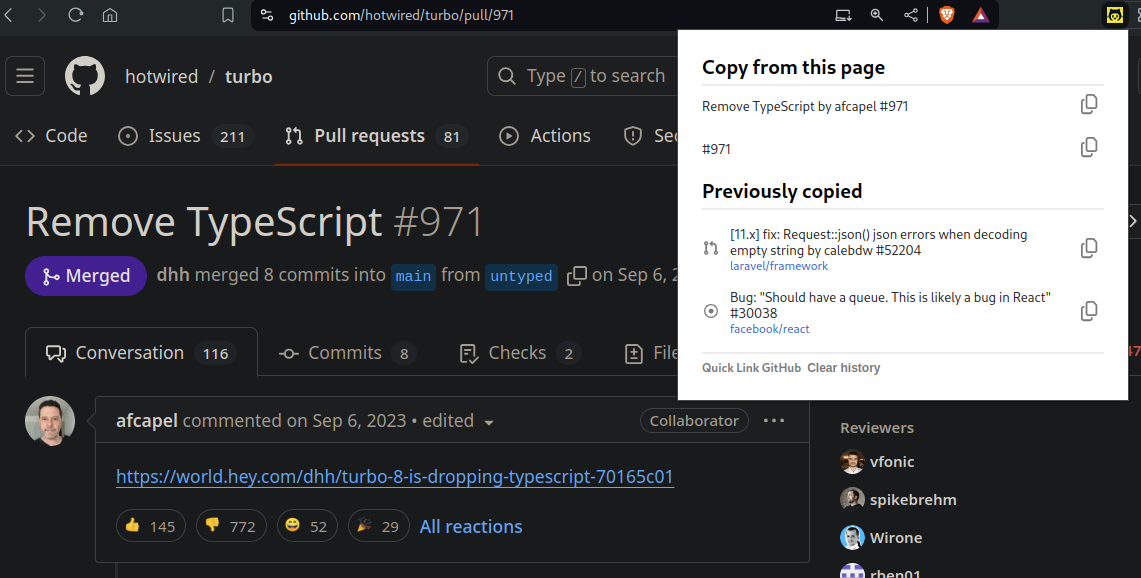 github.com/hotwired/turbo/pull/971
hotwired / turbo
Type / to search
Code
Issues 211
Pull requests 81
Actions
Remove TypeScript #971
Merged
dhh merged 8 commits into main from untyped on Sep 6,
Conversation 116
Commits 8
Checks 2
afcapel commented on Sep 6, 2023 • edited
Collaborator
https://world.hey.com/dhh/turbo-8-is-dropping-typescript-70165c01
145
772
52
29
All reactions
Copy from this page
Remove TypeScript by afcapel #971
#971
Previously copied
[11.x] fix: Request::json() json errors when decoding
empty string by calebdw #52204
laravel/framework
Bug: "Should have a queue. This is likely a bug in React"
#30038
facebook/react
Quick Link GitHub Clear history
47
Reviewers
vfonic
spikebrehm
Wirone
rben01